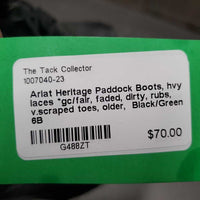 The Tack Collector
1007040-23
Ariat Heritage Paddock Boots, hvy
laces *gc/fair, faded, dirty, rubs,
v.scraped toes, older,  Black/Green
6B
$70.00
G488ZT